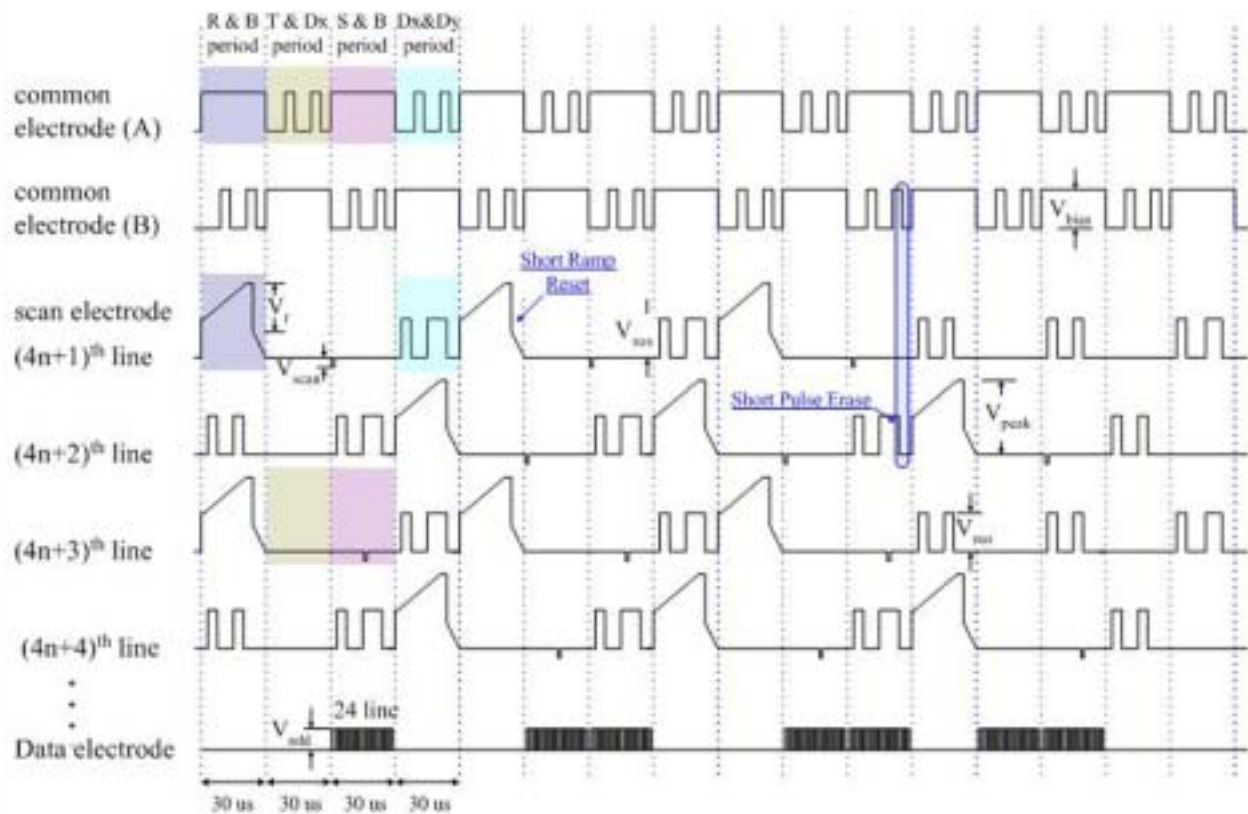 R & B T & Dx S & B Dx&Dy
period period period period
common
electrode (A)
common
electrode (B)
V bias
Short Ramp
Reset
scan electrode
V r
V sus
(4n+1)th line
V scan
Short Pulse Erase
V peak
(4n+2)th line
(4n+3)th line
V sus
(4n+4)th line
24 line
V add
Data electrode
30 us 30 us 30 us 30 us